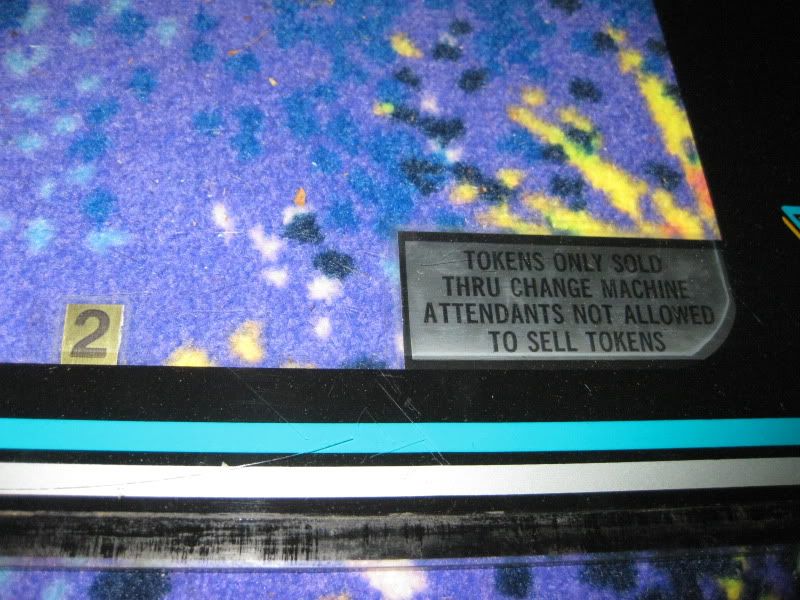 TOKENS ONLY SOLD
THRU CHANGE MACHINE
ATTENDANTS NOT ALLOWED
TO SELL TOKENS
2